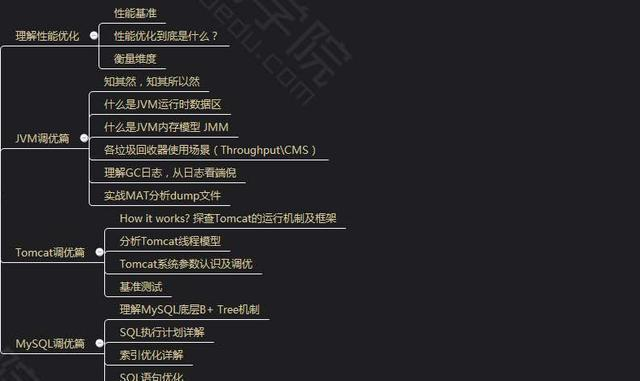 性能基准
理解性能优化
性能优化到底是什么？
衡量维度
知其然，知其所以然
什么是JVM运行时数据区
JVM调优篇
什么是JVM内存模型 JMM
各垃圾回收器使用场景（Throughput\CMS）
理解GC日志，从日志看端倪
实战MAT分析dump文件
How it works? 探查Tomcat的运行机制及框架
分析Tomcat线程模型
Tomcat调优篇
Tomcat系统参数认识及调优
基准测试
理解MySQL底层B+ Tree机制
SQL执行计划详解
MySQL调优篇
索引优化详解
SQL语句优化
学院